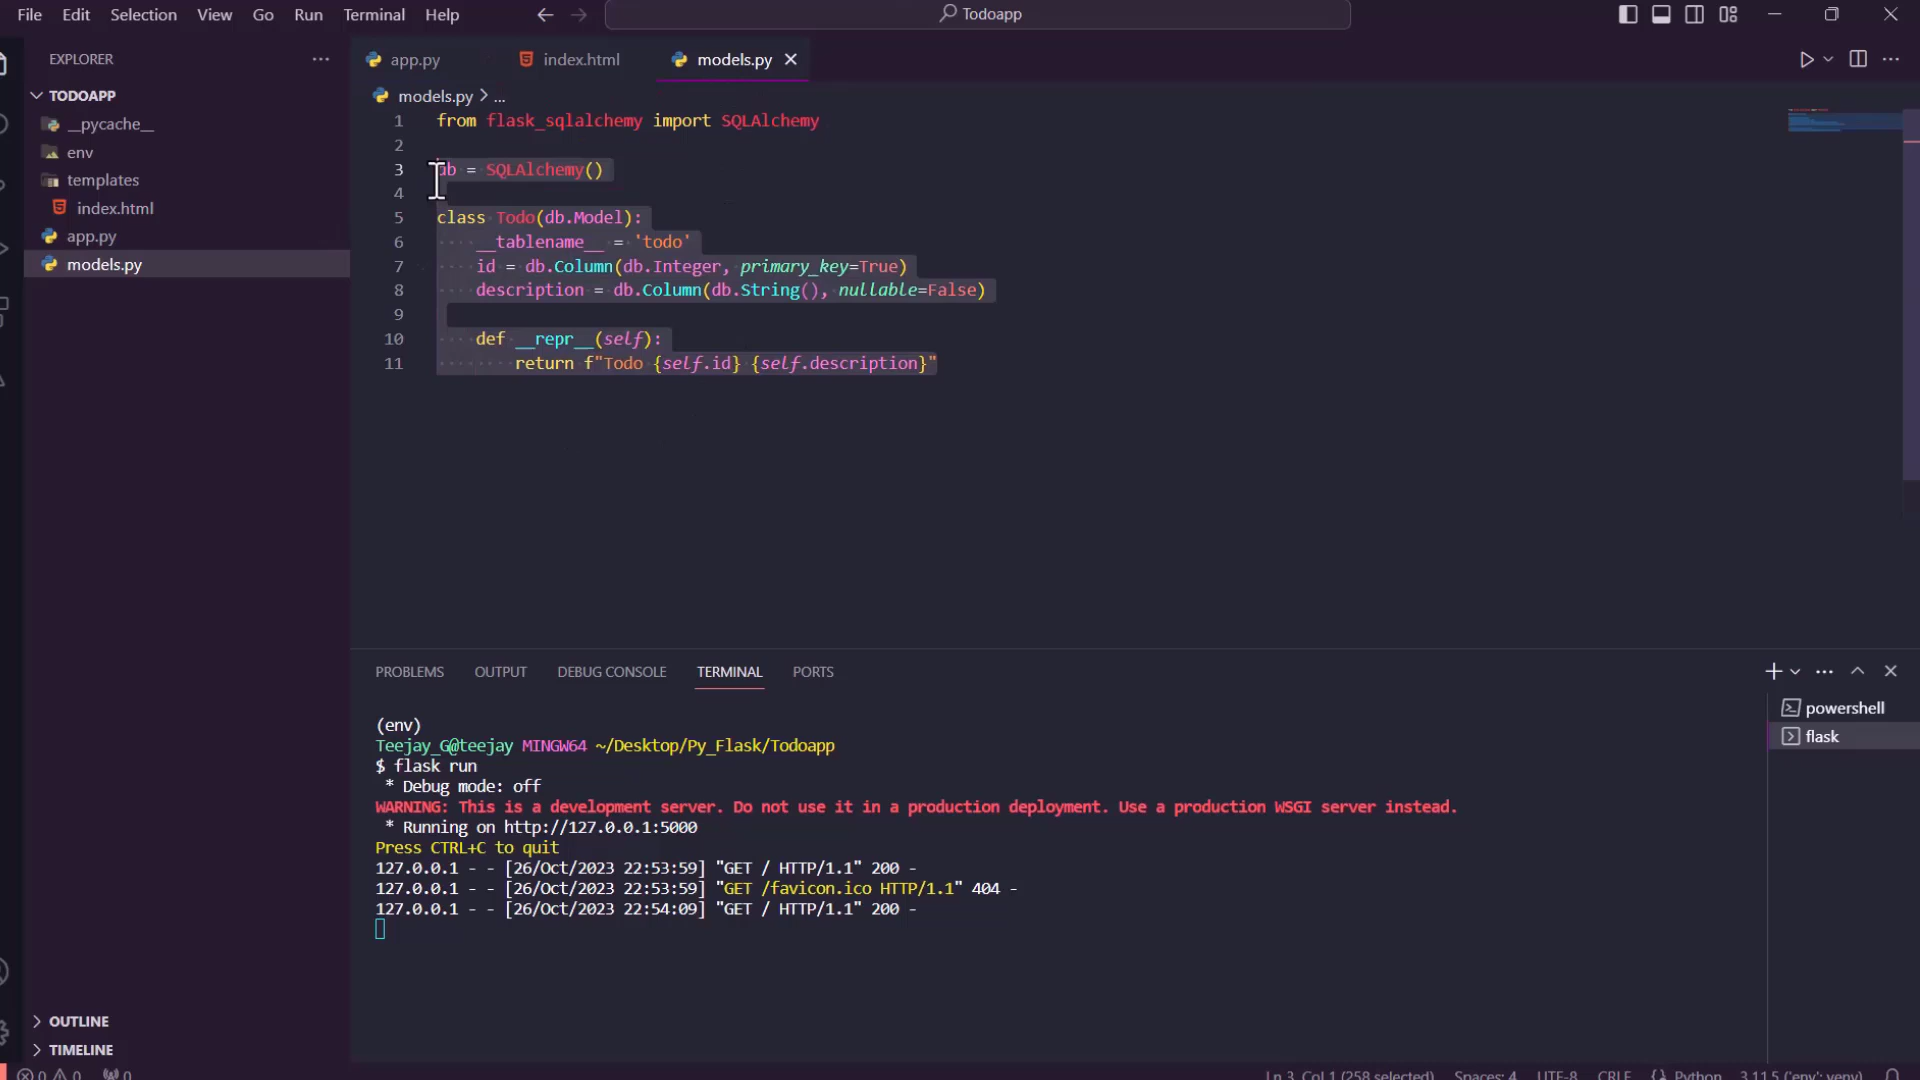 File Edit Selection View Go Run Terminal Help Todoapp
EXPLORER
TODOAPP
__pycache__
env
templates
index.html
app.py
models.py
OUTLINE
TIMELINE
app.py index.html models.py
models.py > ...
1 from flask_sqlalchemy import SQLAlchemy
2
3 db = SQLAlchemy()
4
5 class Todo(db.Model):
6 __tablename__ = 'todo'
7 id = db.Column(db.Integer, primary_key=True)
8 description = db.Column(db.String(), nullable=False)
9
10 def __repr__(self):
11 return f"Todo {self.id} {self.description}"
PROBLEMS OUTPUT DEBUG CONSOLE TERMINAL PORTS
(env)
Teejay_G@teejay MINGW64 ~/Desktop/Py_Flask/Todoapp
$ flask run
* Debug mode: off
WARNING: This is a development server. Do not use it in a production deployment. Use a production WSGI server instead.
* Running on http://127.0.0.1:5000
Press CTRL+C to quit
127.0.0.1 - - [26/Oct/2023 22:53:59] "GET / HTTP/1.1" 200 -
127.0.0.1 - - [26/Oct/2023 22:53:59] "GET /favicon.ico HTTP/1.1" 404 -
127.0.0.1 - - [26/Oct/2023 22:54:09] "GET / HTTP/1.1" 200 -
powershell
flask
0 0 0 Ln 3, Col 1 (258 selected) Spaces: 4 UTF-8 CRLF Python 3.11.5 ('env': venv)